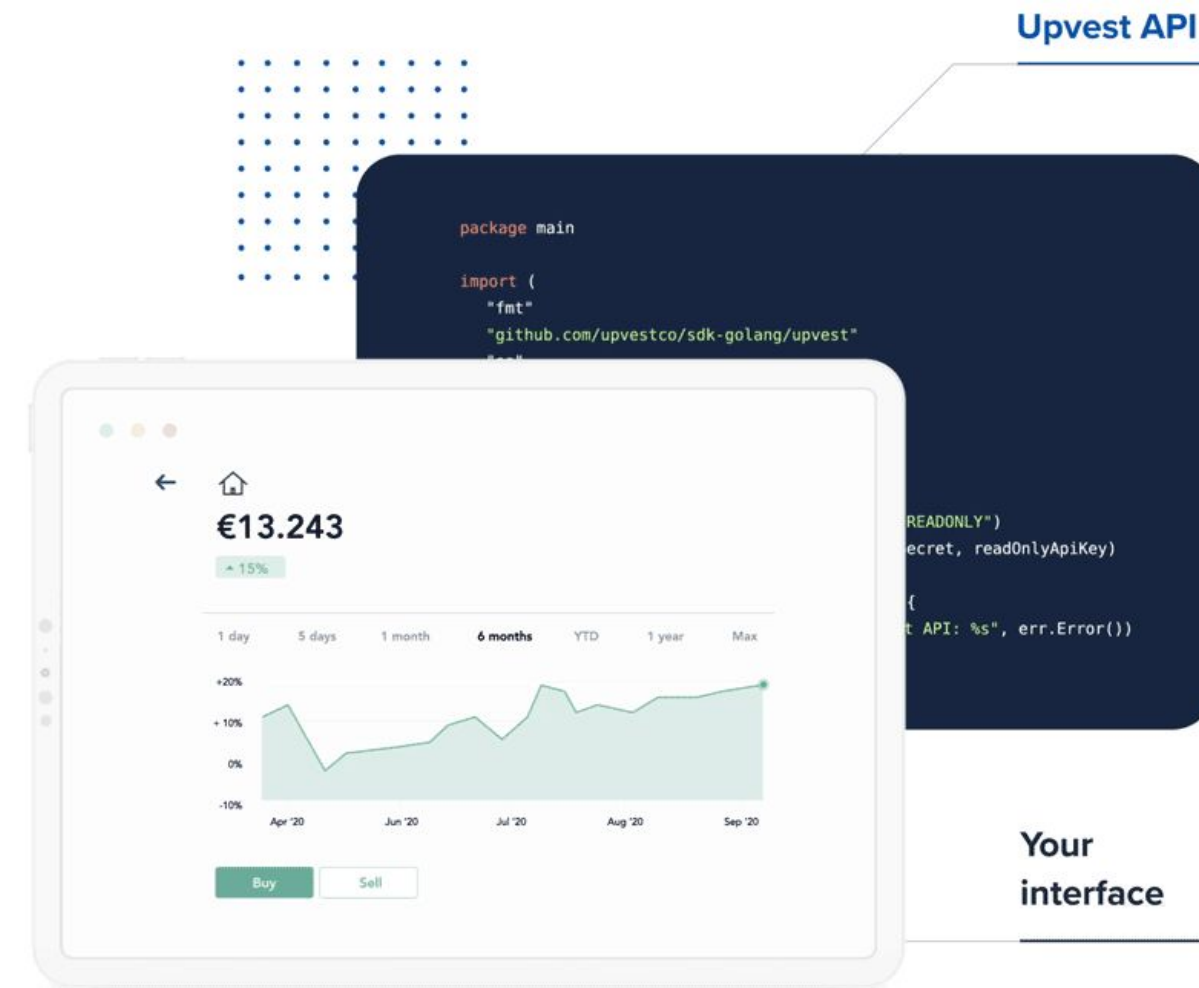 Upvest API
package main
import (
"fmt"
"github.com/upvestco/sdk-golang/upvest"
READONLY")
ecret, readOnlyApiKey)
{
t API: %s", err.Error())
€13.243
15%
1 day 5 days 1 month 6 months YTD 1 year Max
+20%
+ 10%
0%
-10%
Apr '20 Jun '20 Jul '20 Aug '20 Sep '20
Buy Sell
Your
interface